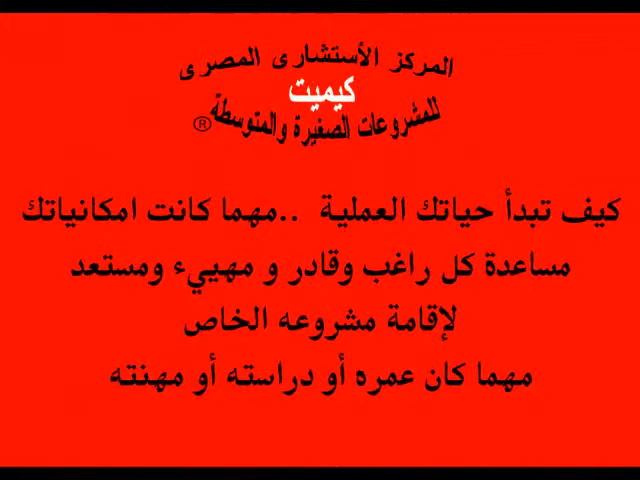 المركز الأستشارى المصرى
كيميت
للمشروعات الصغيرة والمتوسطة ®
كيف تبدأ حياتك العملية ..مهما كانت امكانياتك
مساعدة كل راغب وقادر و مهييء ومستعد
لإقامة مشروعه الخاص
مهما كان عمره أو دراسته أو مهنته